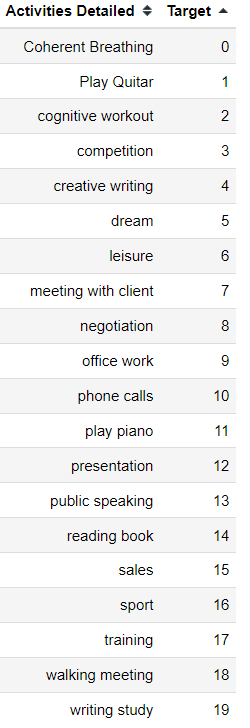 Activities Detailed Target
Coherent Breathing 0
Play Quitar 1
cognitive workout 2
competition 3
creative writing 4
dream 5
leisure 6
meeting with client 7
negotiation 8
office work 9
phone calls 10
play piano 11
presentation 12
public speaking 13
reading book 14
sales 15
sport 16
training 17
walking meeting 18
writing study 19